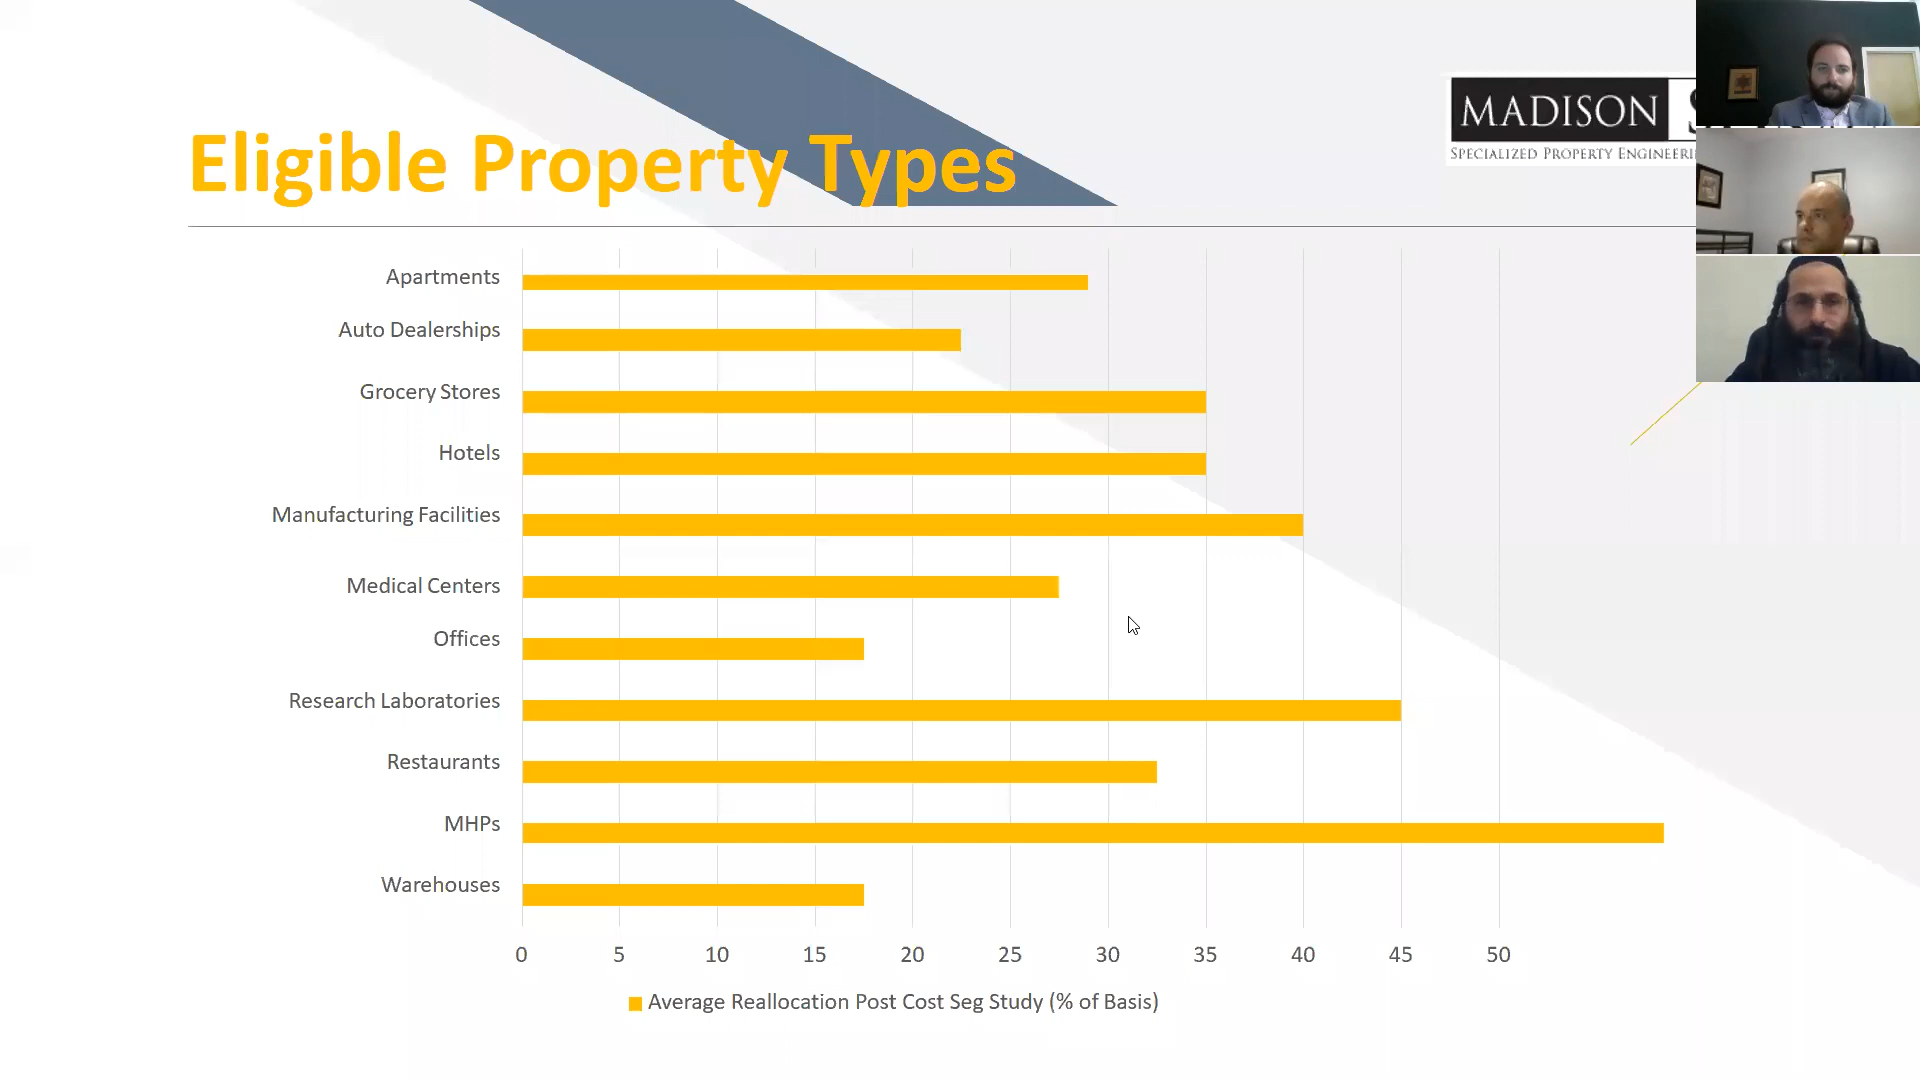 Eligible Property Types
MADISON
SPECIALIZED PROPERTY
Apartments
Auto Dealerships
Grocery Stores
Hotels
Manufacturing Facilities
Medical Centers
Offices
Research Laboratories
Restaurants
MHPs
Warehouses
0 5 10 15 20 25 30 35 40 45 50
Average Reallocation Post Cost Seg Study (% of Basis)